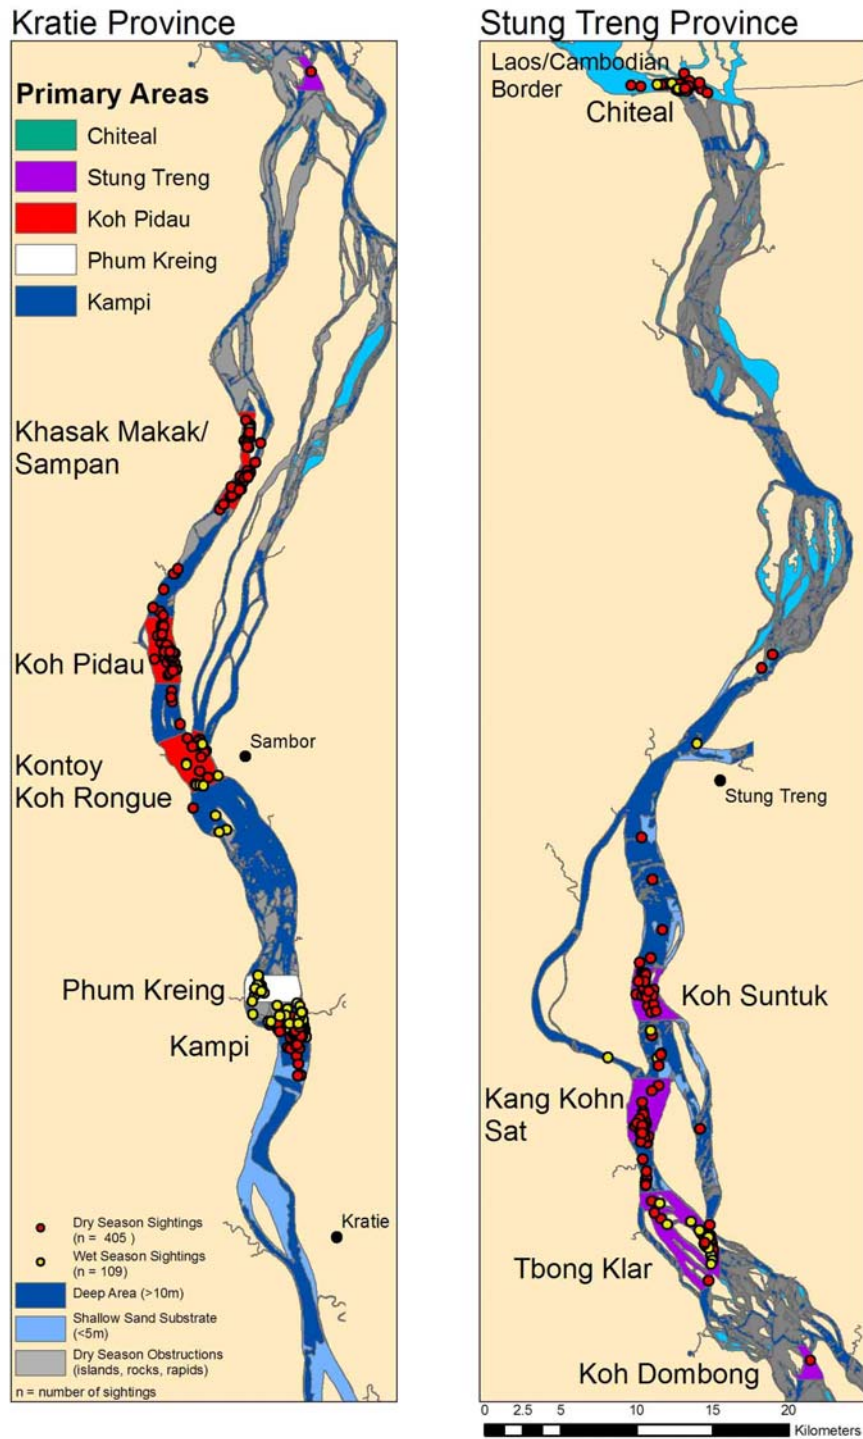 Kratie Province
Primary Areas
Chiteal
Stung Treng
Koh Pidau
Phum Kreing
Kampi
Khasak Makak/
Sampan
Koh Pidau
Sambor
Kontoy
Koh Rongue
Phum Kreing
Kampi
Kratie
Dry Season Sightings
(n = 405 )
Wet Season Sightings
(n = 109)
Deep Area (>10m)
Shallow Sand Substrate
(<5m)
Dry Season Obstructions
(islands, rocks, rapids)
n = number of sightings
Stung Treng Province
Laos/Cambodian
Border
Chiteal
Stung Treng
Koh Suntuk
Kang Kohn
Sat
Tbong Klar
Koh Dombong
0 2.5 5 10 15 20
Kilometers